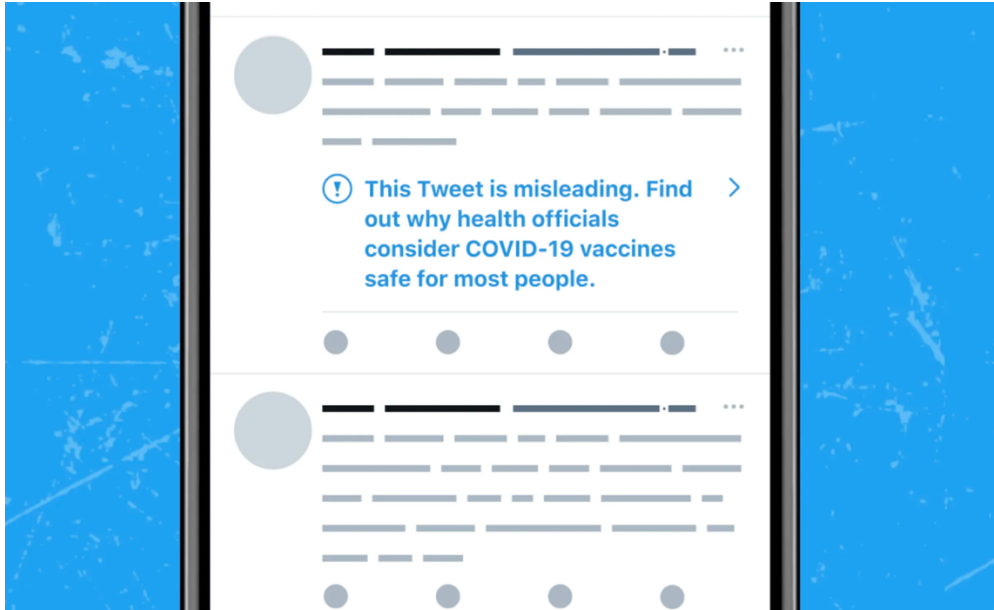 This Tweet is misleading. Find
out why health officials
consider COVID-19 vaccines
safe for most people.